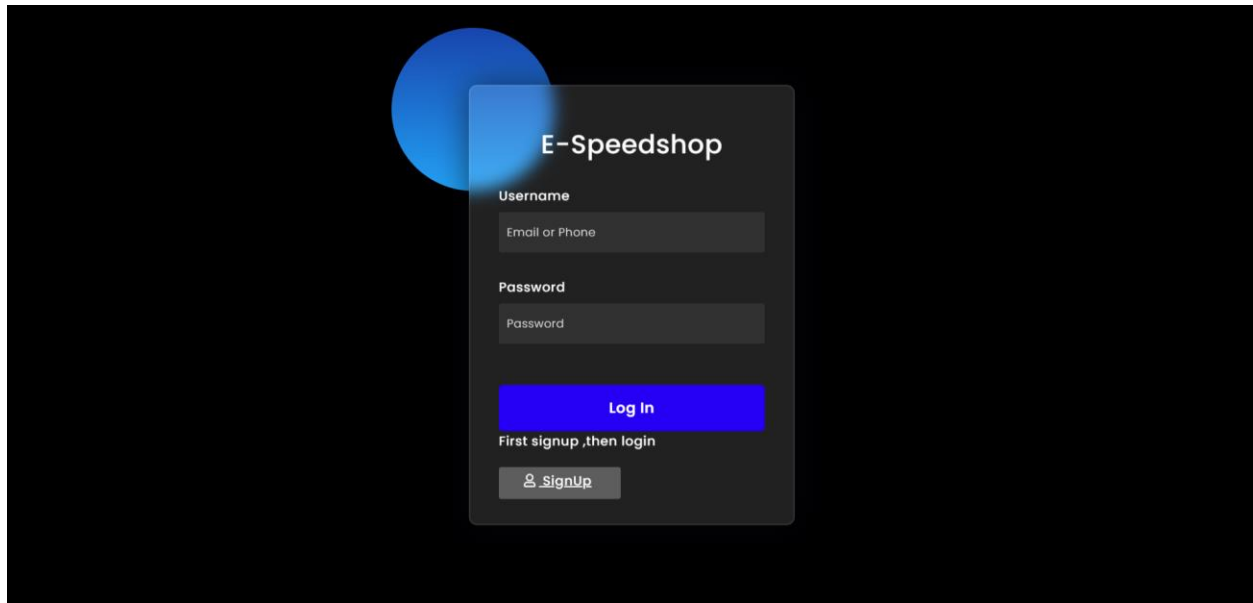 E-Speedshop
Username
Email or Phone
Password
Password
Log In
First signup ,then login
SignUp